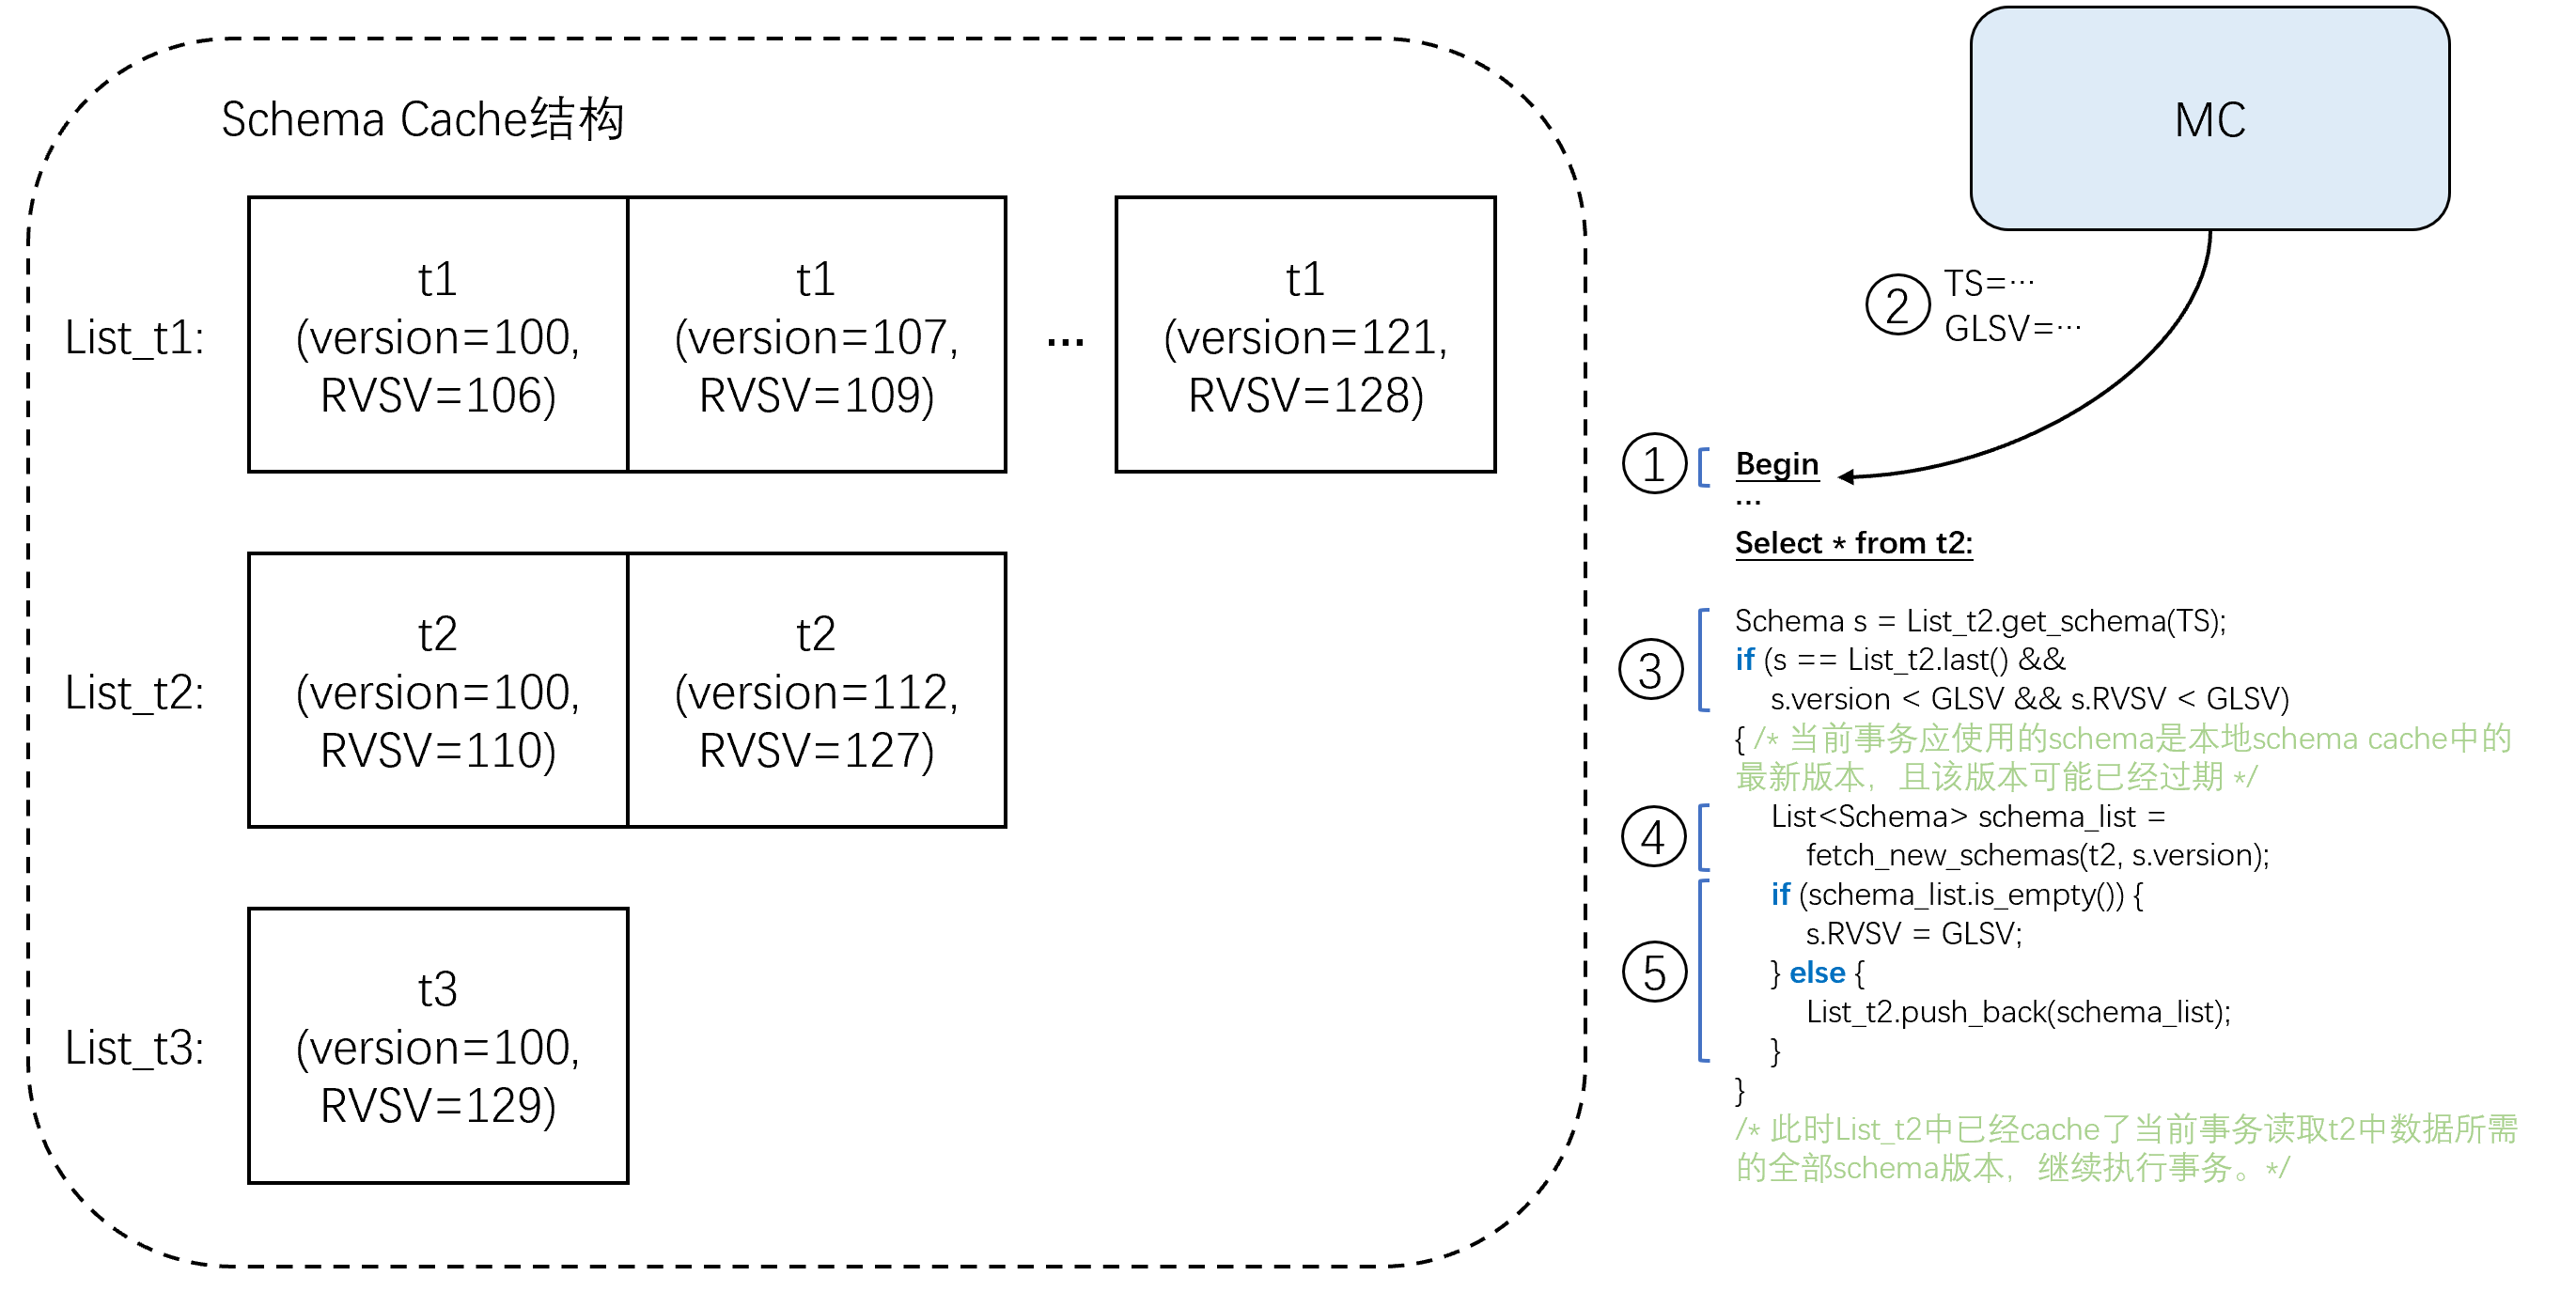 Schema Cache结构
List_t1:
t1
(version=100,
RVSV=106)
t1
(version=107,
RVSV=109)
...
t1
(version=121,
RVSV=128)
List_t2:
t2
(version=100,
RVSV=110)
t2
(version=112,
RVSV=127)
List_t3:
t3
(version=100,
RVSV=129)
MC
②
TS=…
GLSV=…
①
Begin
...
Select * from t2:
③
Schema s = List_t2.get_schema(TS);
if (s == List_t2.last() &&
s.version < GLSV && s.RVSV < GLSV)
{ /* 当前事务应使用的schema是本地schema cache中的
最新版本，且该版本可能已经过期 */
④
List<Schema> schema_list =
fetch_new_schemas(t2, s.version);
⑤
if (schema_list.is_empty()) {
s.RVSV = GLSV;
} else {
List_t2.push_back(schema_list);
}
}
/* 此时List_t2中已经cache了当前事务读取t2中数据所需
的全部schema版本，继续执行事务。*/